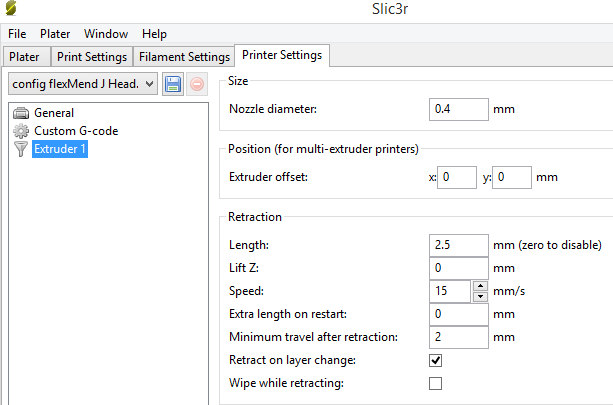 Slic3r
File Plater Window Help
Plater Print Settings Filament Settings Printer Settings
config flexMend J Head.
General
Custom G-code
Extruder 1
Size
Nozzle diameter: 0.4 mm
Position (for multi-extruder printers)
Extruder offset: x: 0 y: 0 mm
Retraction
Length: 2.5 mm (zero to disable)
Lift Z: 0 mm
Speed: 15 mm/s
Extra length on restart: 0 mm
Minimum travel after retraction: 2 mm
Retract on layer change:
Wipe while retracting: